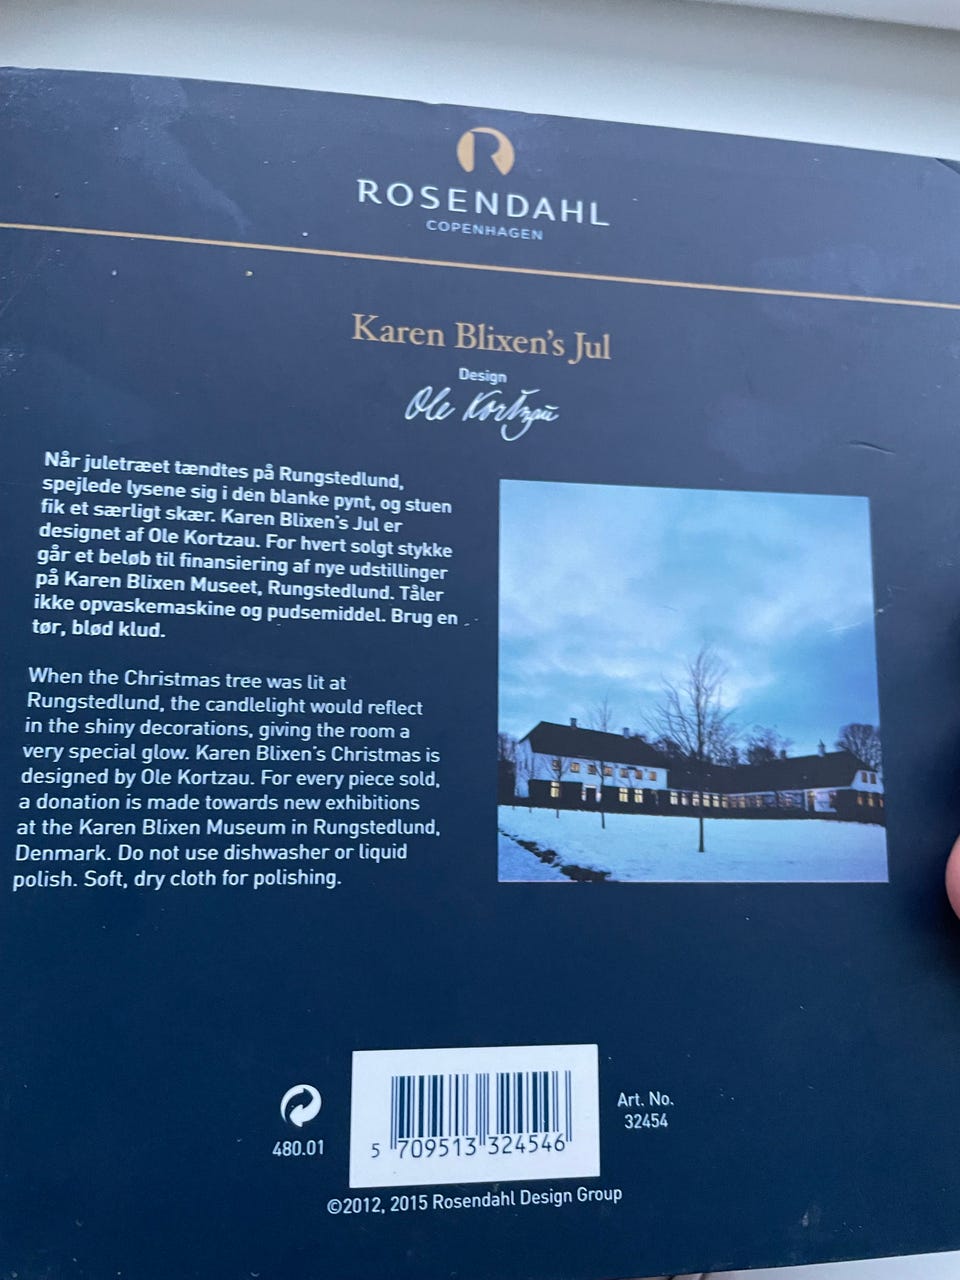 ROSENDAHL
COPENHAGEN
Karen Blixen's Jul
Design
Ole Kortzau
Når juletræet tændtes på Rungstedlund,
spejlede lysene sig i den blanke pynt, og stuen
fik et særligt skær. Karen Blixen's Jul er
designet af Ole Kortzau. For hvert solgt stykke
går et beløb til finansiering af nye udstillinger
på Karen Blixen Museet, Rungstedlund. Tåler
ikke opvaskemaskine og pudsemiddel. Brug en
tør, blød klud.
When the Christmas tree was lit at
Rungstedlund, the candlelight would reflect
in the shiny decorations, giving the room a
very special glow. Karen Blixen's Christmas is
designed by Ole Kortzau. For every piece sold,
a donation is made towards new exhibitions
at the Karen Blixen Museum in Rungstedlund,
Denmark. Do not use dishwasher or liquid
polish. Soft, dry cloth for polishing.
480.01
5 709513 324546
Art. No.
32454
©2012, 2015 Rosendahl Design Group